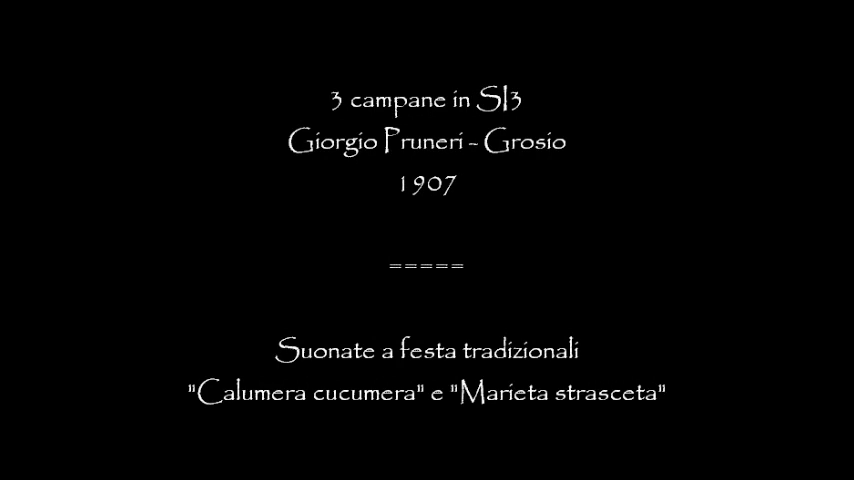 3 campane in SI3
Giorgio Pruneri - Grosio
1907
=====
Suonate a festa tradizionali
"Calumera cucumera" e "Marieta strasceta"